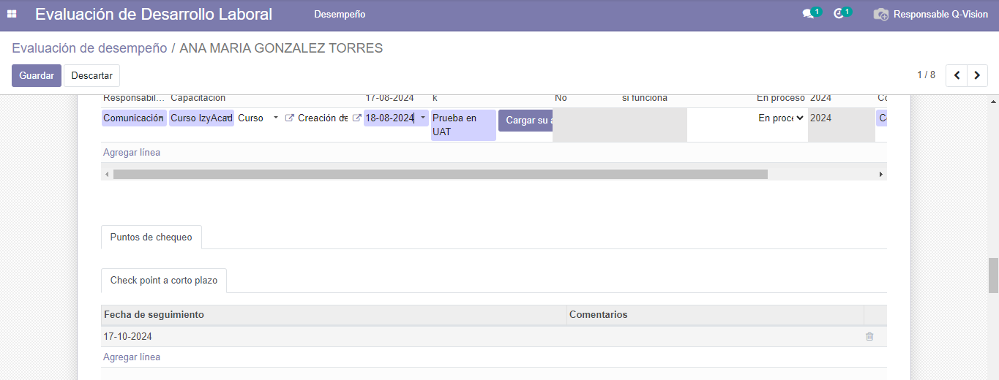 Evaluación de Desarrollo Laboral Desempeño 1 1 Responsable Q-Vision
Evaluación de desempeño / ANA MARIA GONZALEZ TORRES
Guardar Descartar 1 / 8
Responsabil... Capacitación 17-08-2024 k No si funciona En proceso 2024 Co
Comunicación Curso IzyAcad Curso Creación de 18-08-2024 Prueba en Cargar su a En proce 2024 C
UAT
Agregar línea
Puntos de chequeo
Check point a corto plazo
Fecha de seguimiento Comentarios
17-10-2024
Agregar línea